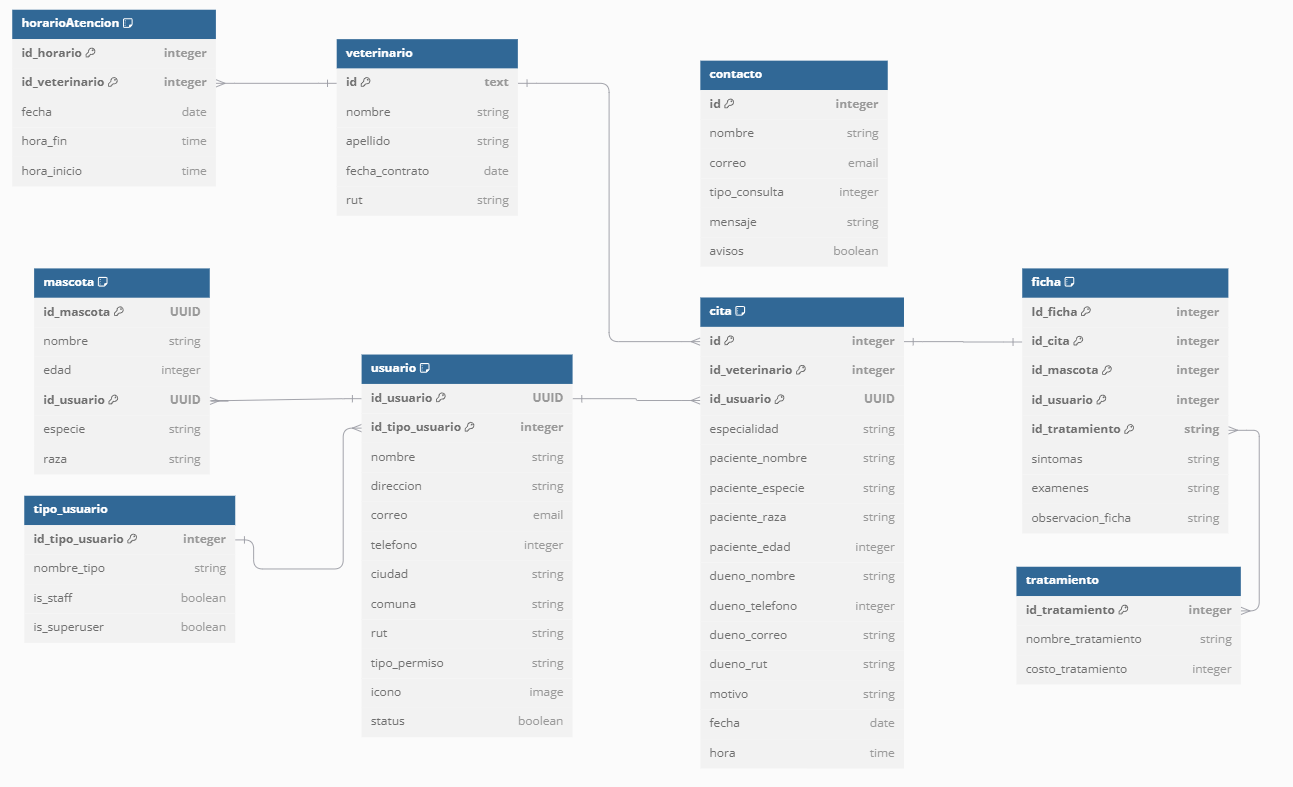 horarioAtencion
id_horario integer
id_veterinario integer
fecha date
hora_fin time
hora_inicio time
veterinario
id text
nombre string
apellido string
fecha_contrato date
rut string
contacto
id integer
nombre string
correo email
tipo_consulta integer
mensaje string
avisos boolean
mascota
id_mascota UUID
nombre string
edad integer
id_usuario UUID
especie string
raza string
usuario
id_usuario UUID
id_tipo_usuario integer
nombre string
direccion string
correo email
telefono integer
ciudad string
comuna string
rut string
tipo_permiso string
icono image
status boolean
cita
id integer
id_veterinario integer
id_usuario UUID
especialidad string
paciente_nombre string
paciente_especie string
paciente_raza string
paciente_edad integer
dueno_nombre string
dueno_telefono integer
dueno_correo string
dueno_rut string
motivo string
fecha date
hora time
ficha
Id_ficha integer
id_cita integer
id_mascota integer
id_usuario integer
id_tratamiento string
sintomas string
examenes string
observacion_ficha string
tipo_usuario
id_tipo_usuario integer
nombre_tipo string
is_staff boolean
is_superuser boolean
tratamiento
id_tratamiento integer
nombre_tratamiento string
costo_tratamiento integer